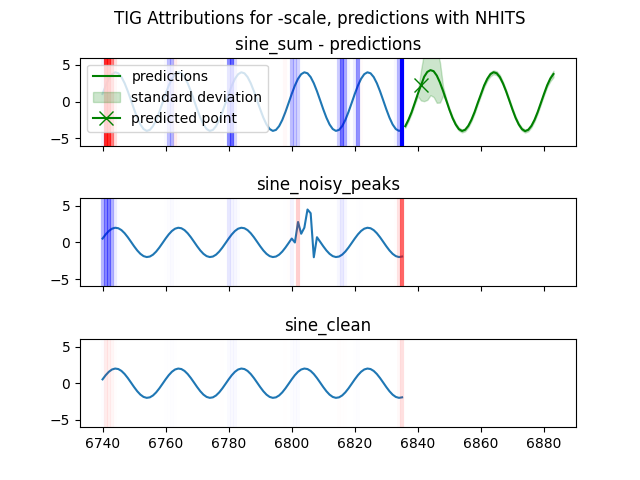 TIG Attributions for -scale, predictions with NHITS
sine_sum - predictions
5
0
−5
predictions
standard deviation
predicted point
sine_noisy_peaks
5
0
−5
sine_clean
5
0
−5
6740 6760 6780 6800 6820 6840 6860 6880